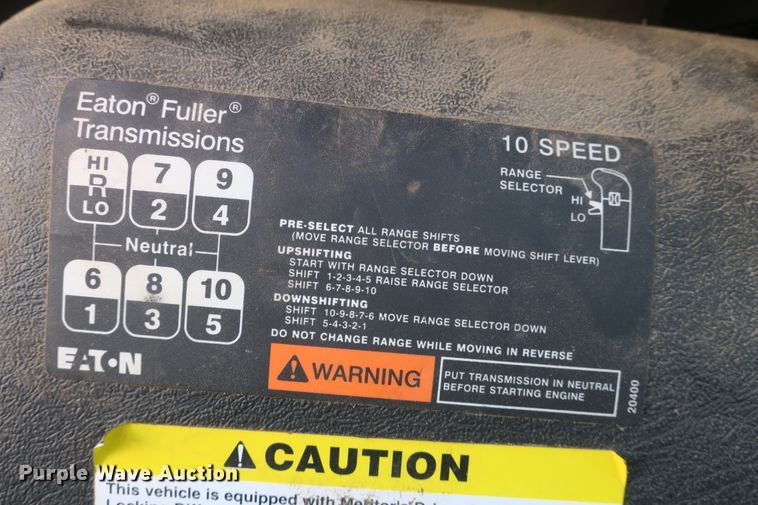 Eaton® Fuller®
Transmissions
10 SPEED
HI
R
LO
7
2
9
4
Neutral
6
1
8
3
10
5
RANGE
SELECTOR
HI
LO
PRE-SELECT ALL RANGE SHIFTS
(MOVE RANGE SELECTOR BEFORE MOVING SHIFT LEVER)
UPSHIFTING
START WITH RANGE SELECTOR DOWN
SHIFT 1-2-3-4-5 RAISE RANGE SELECTOR
SHIFT 6-7-8-9-10
DOWNSHIFTING
SHIFT 10-9-8-7-6 MOVE RANGE SELECTOR DOWN
SHIFT 5-4-3-2-1
DO NOT CHANGE RANGE WHILE MOVING IN REVERSE
EATON
WARNING
PUT TRANSMISSION IN NEUTRAL
BEFORE STARTING ENGINE
20400
CAUTION
This vehicle is equipped with Meritor's
Purple Wave Auction